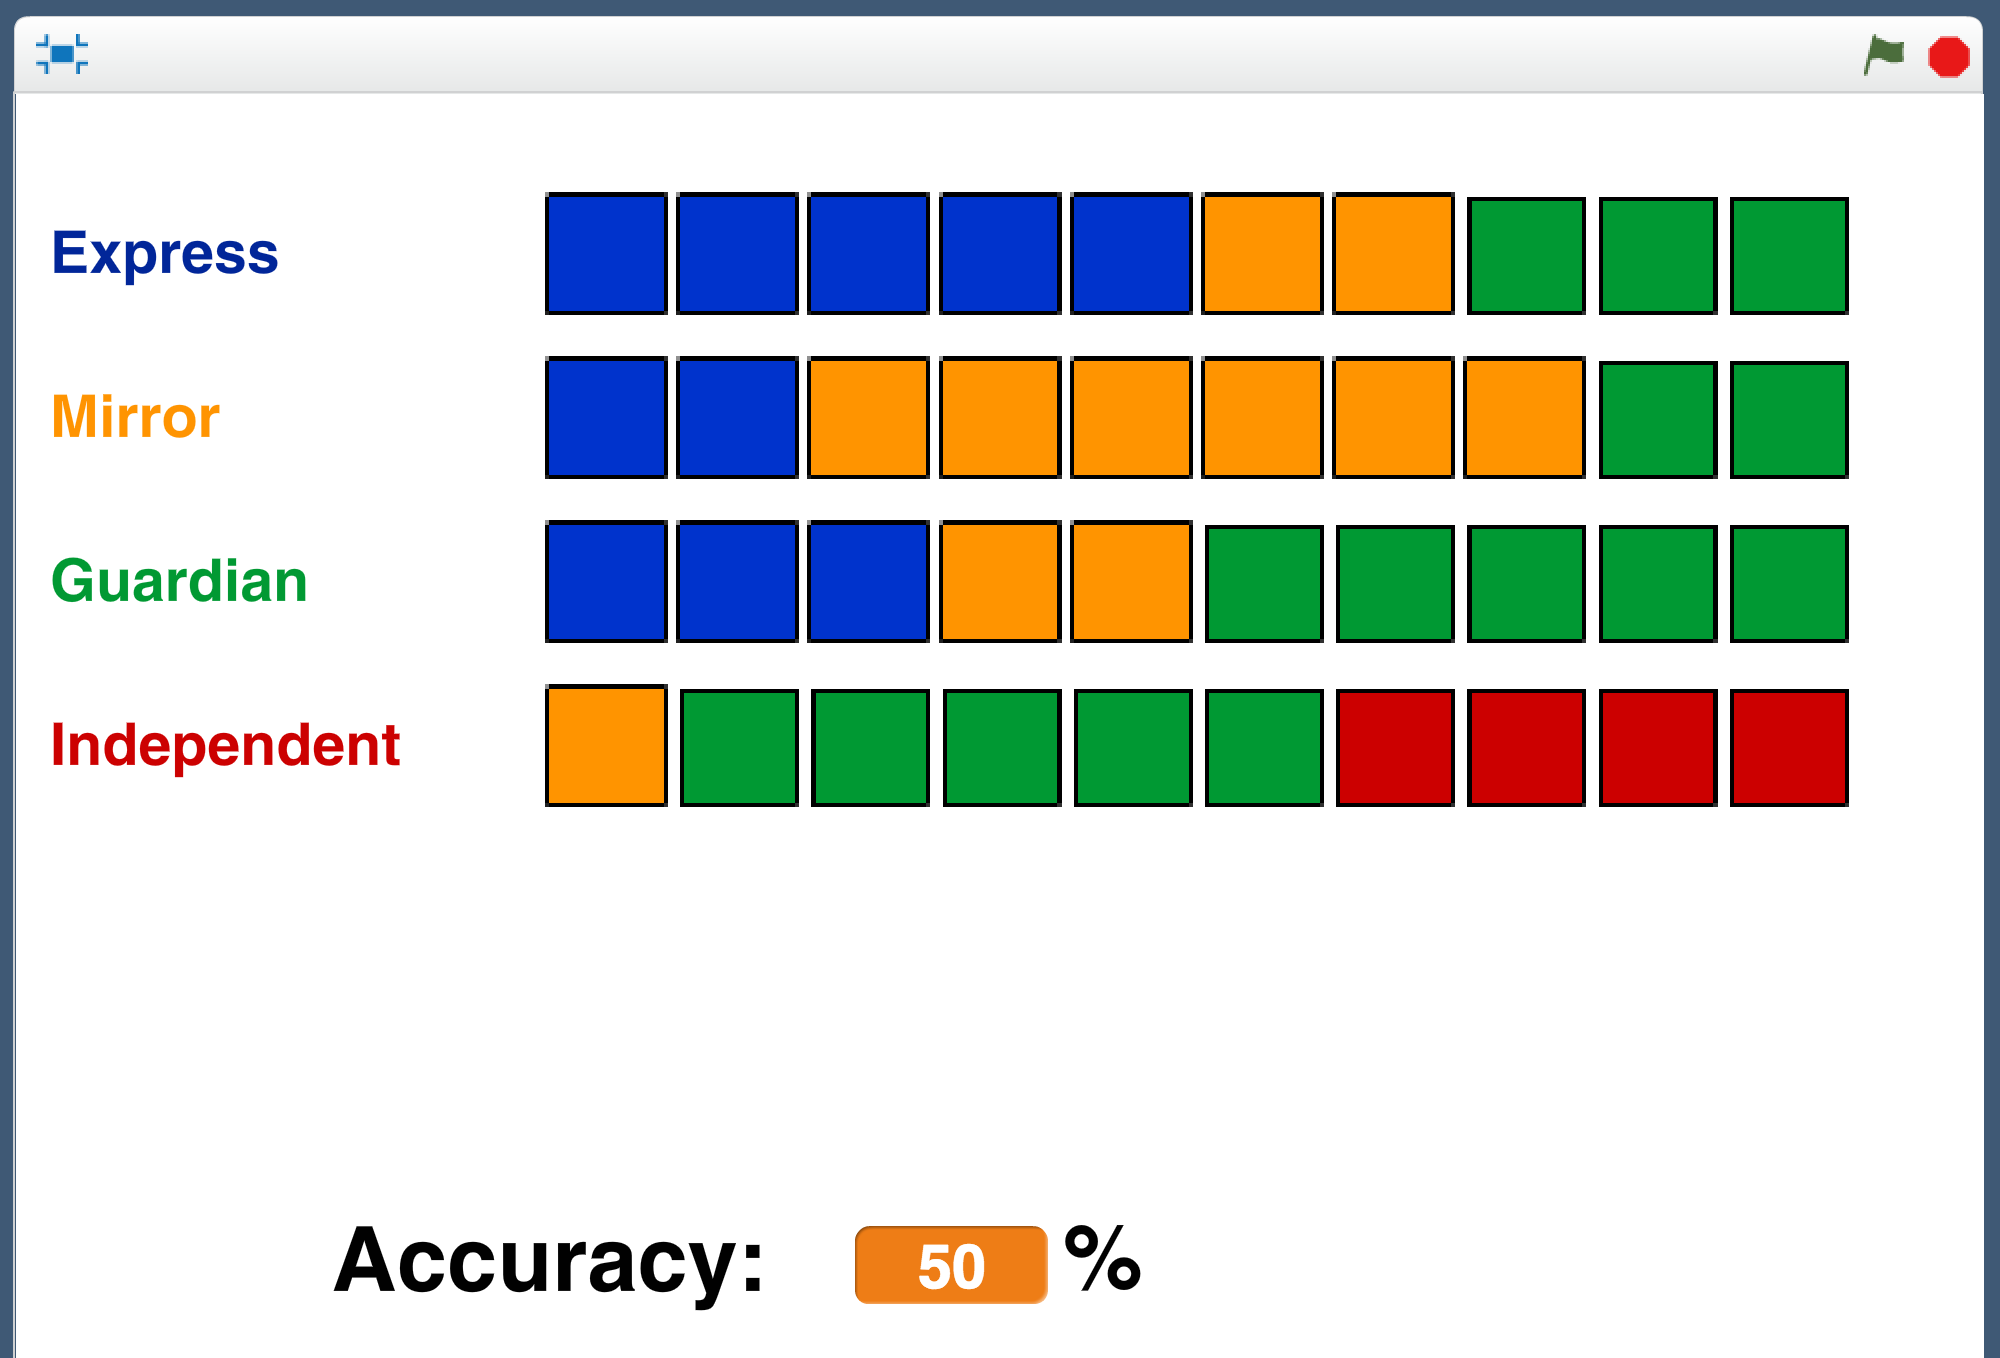 Express
Mirror
Guardian
Independent
Accuracy: 50 %